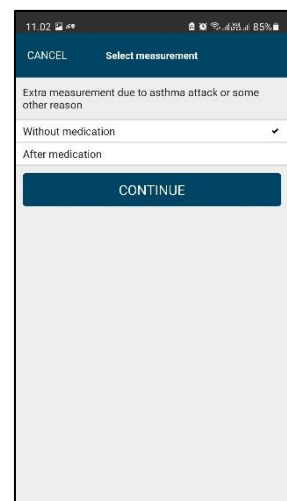 11.02 85%
CANCEL Select measurement
Extra measurement due to asthma attack or some
other reason
Without medication
After medication
CONTINUE